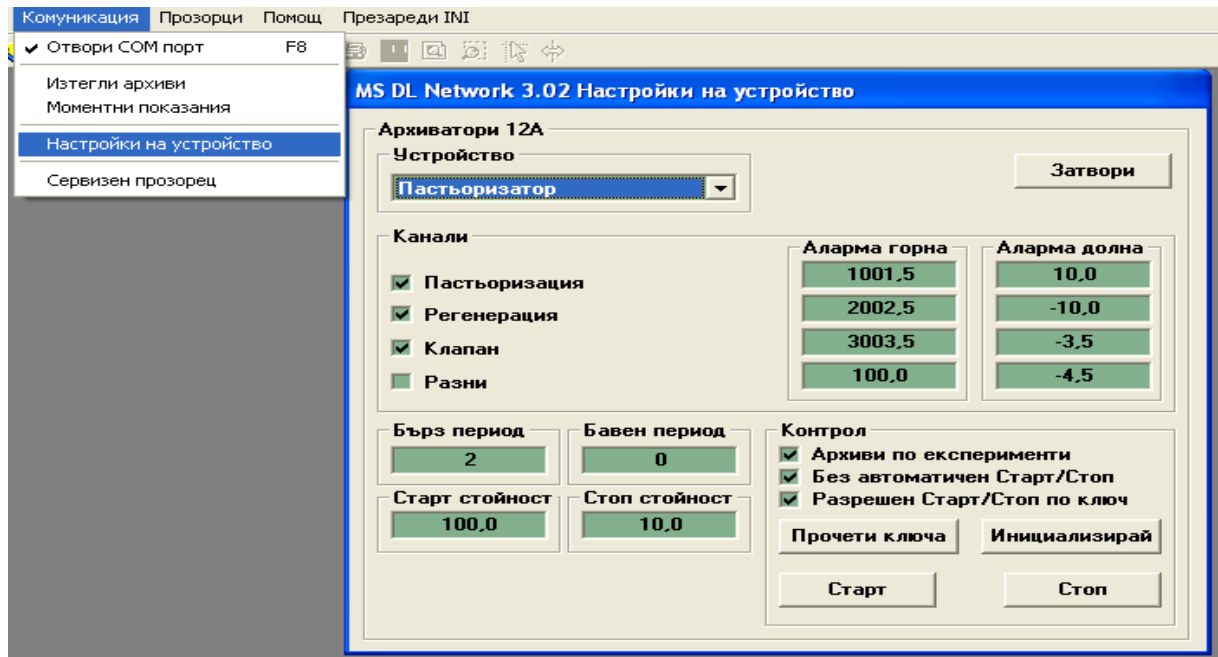 Комуникация Прозорци Помощ Презареди INI
Отвори COM порт F8
Изтегли архиви
Моментни показания
Настройки на устройство
Сервизен прозорец
MS DL Network 3.02 Настройки на устройство
Архиватори 12А
Устройство
Пастьоризатор
Затвори
Канали
Аларма горна Аларма долна
Пастьоризация 1001,5 10,0
Регенерация 2002,5 -10,0
Клапан 3003,5 -3,5
Разни 100,0 -4,5
Бърз период Бавен период
2 0
Старт стойност Стоп стойност
100,0 10,0
Контрол
Архиви по експерименти
Без автоматичен Старт/Стоп
Разрешен Старт/Стоп по ключ
Прочети ключа Инициализирай
Старт Стоп